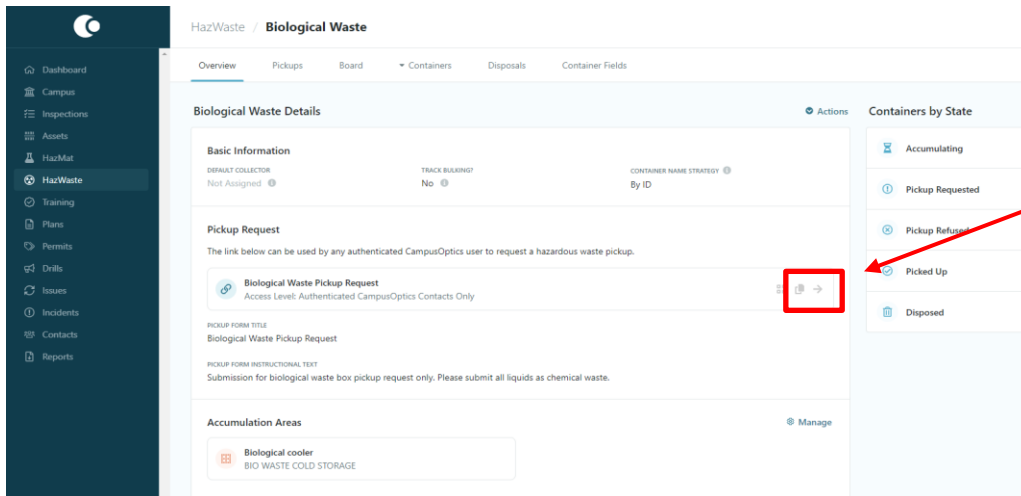 HazWaste / Biological Waste
Dashboard
Campus
Inspections
Assets
HazMat
HazWaste
Training
Plans
Permits
Drills
Issues
Incidents
Contacts
Reports
Overview Pickups Board Containers Disposals Container Fields
Biological Waste Details Actions
Basic Information
DEFAULT COLLECTOR TRACK BULKING? CONTAINER NAME STRATEGY
Not Assigned No By ID
Pickup Request
The link below can be used by any authenticated CampusOptics user to request a hazardous waste pickup.
Biological Waste Pickup Request
Access Level: Authenticated CampusOptics Contacts Only
PICKUP FORM TITLE
Biological Waste Pickup Request
PICKUP FORM INSTRUCTIONAL TEXT
Submission for biological waste box pickup request only. Please submit all liquids as chemical waste.
Accumulation Areas Manage
Biological cooler
BIO WASTE COLD STORAGE
Containers by State
Accumulating
Pickup Requested
Pickup Refused
Picked Up
Disposed